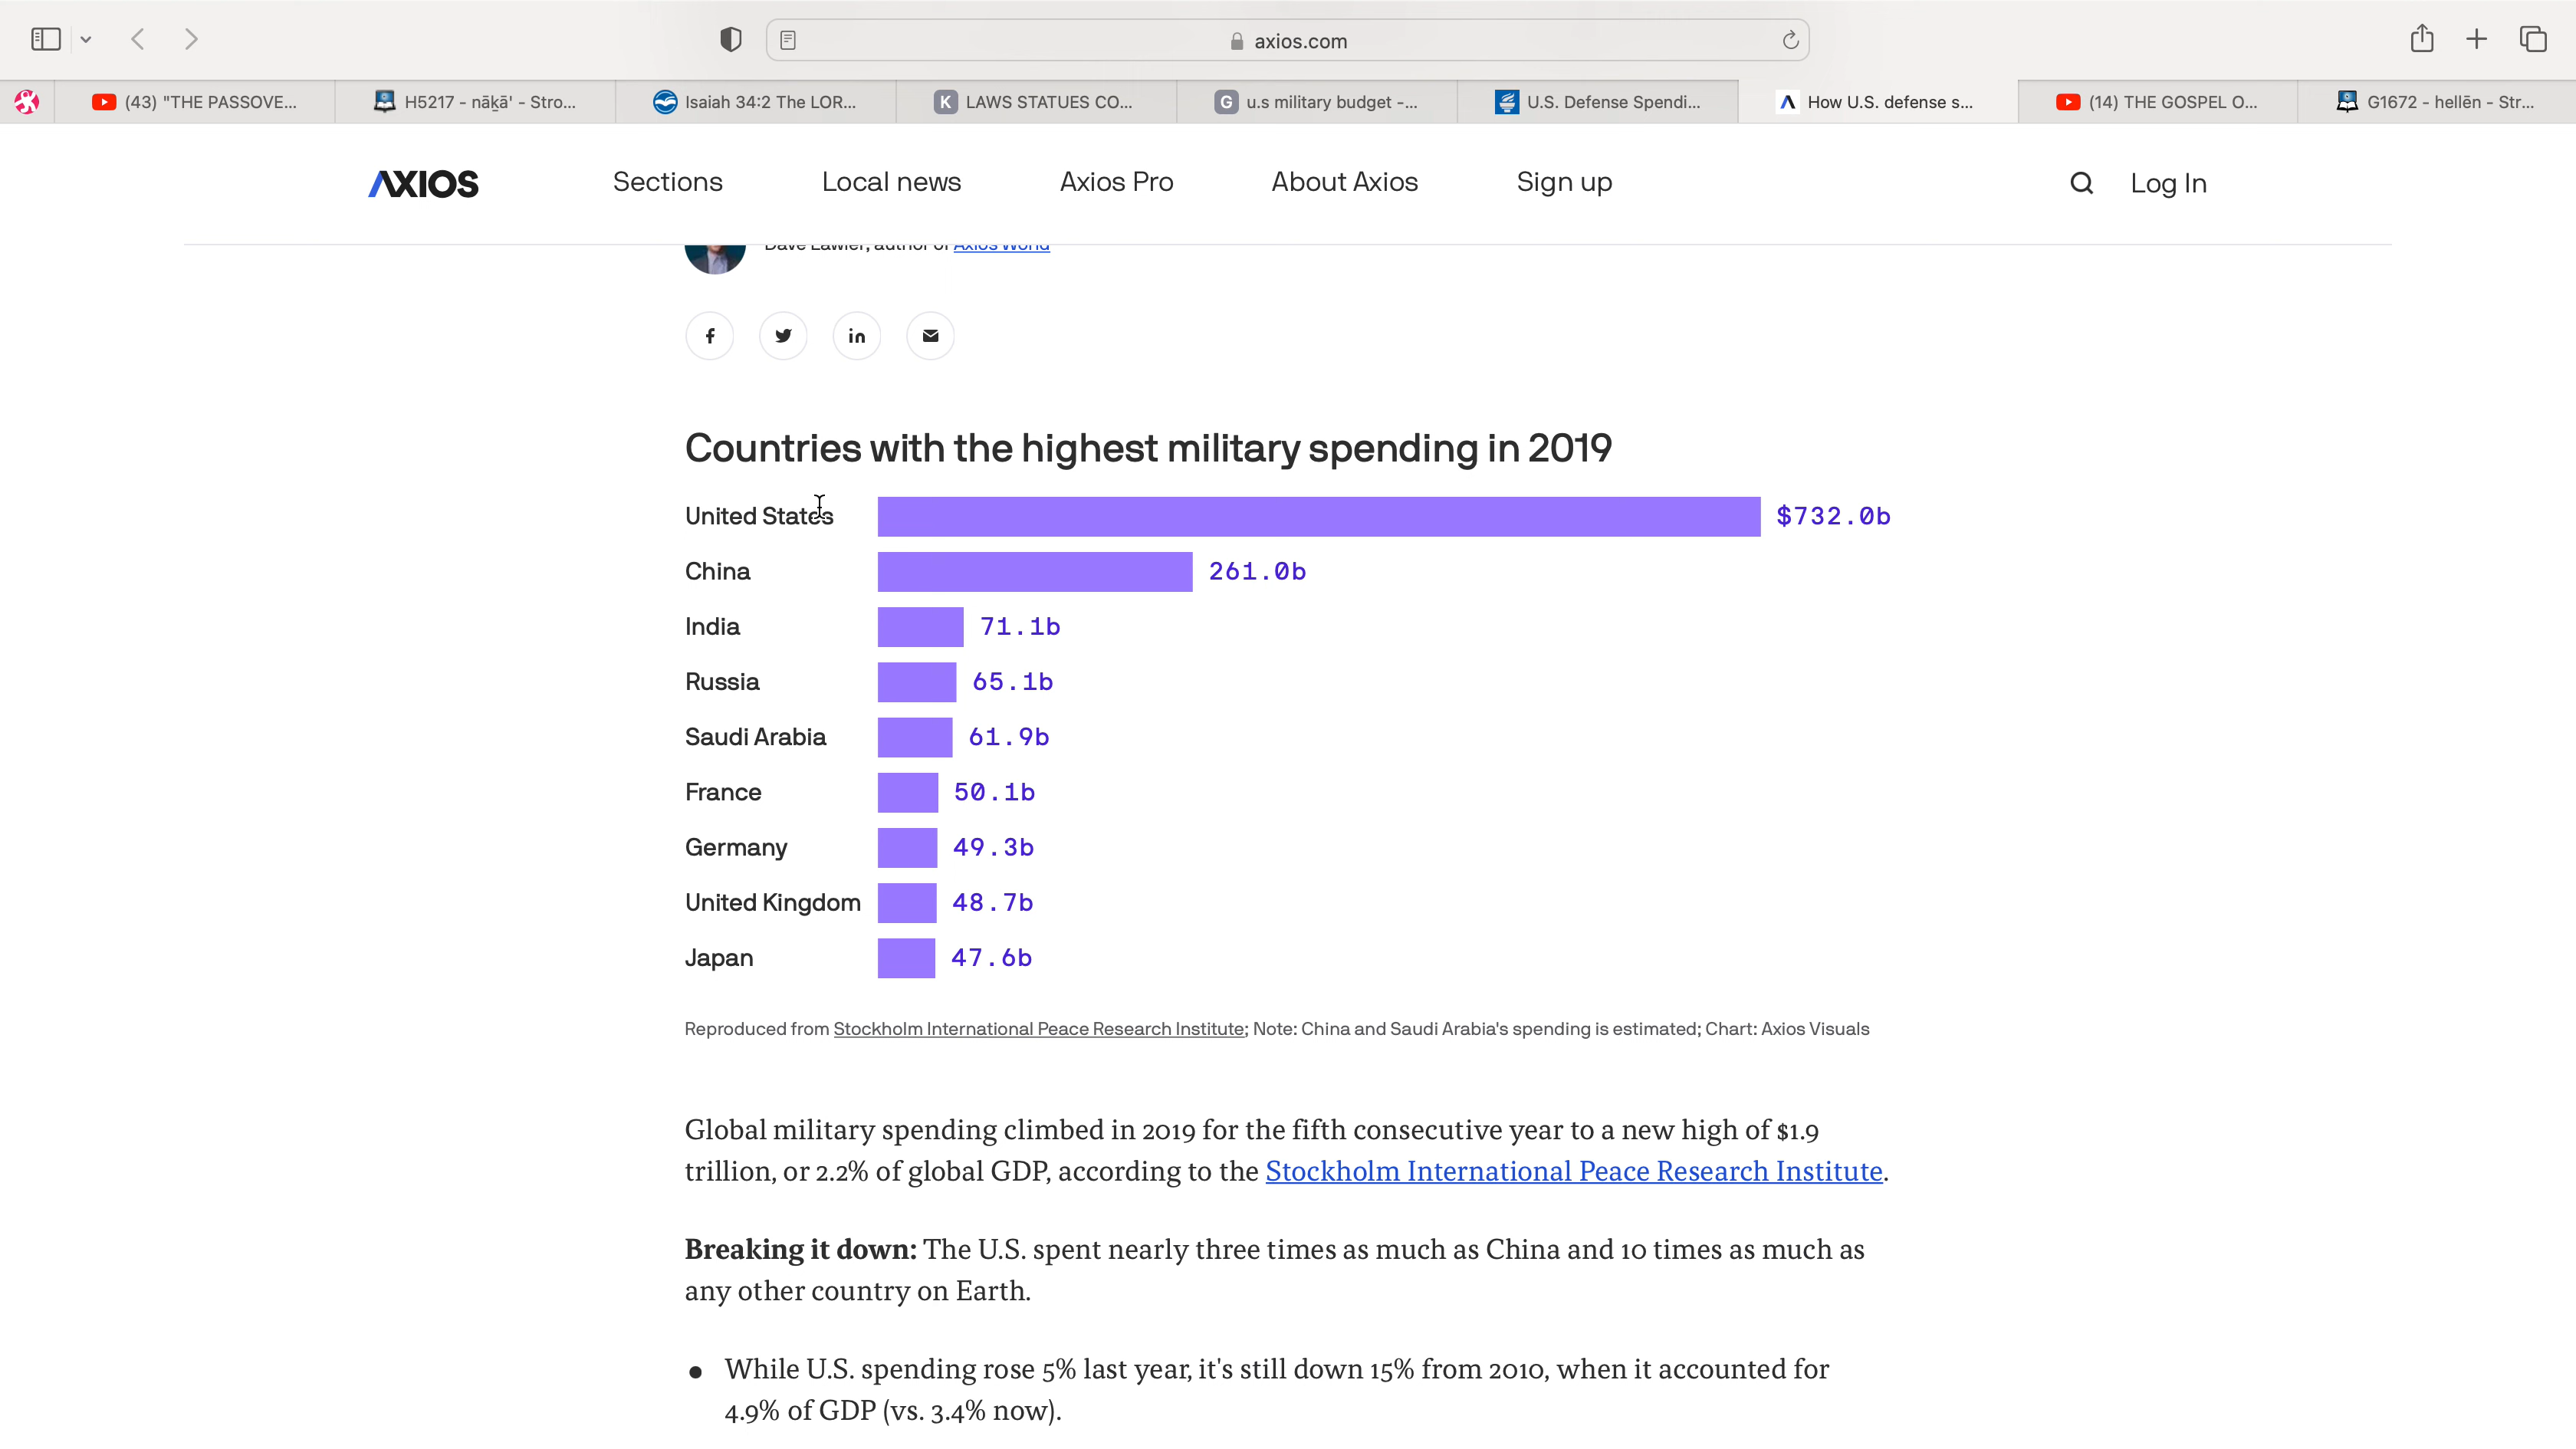 axios.com
(43) "THE PASSOVE...
H5217 - nāḵā' - Stro...
Isaiah 34:2 The LOR...
K LAWS STATUES CO...
G u.s military budget -...
U.S. Defense Spendi...
How U.S. defense s...
(14) THE GOSPEL O...
G1672 - hellēn - Str...
AXIOS Sections Local news Axios Pro About Axios Sign up Log In
Dave Lawler, author of Axios World
Countries with the highest military spending in 2019
United States $732.0b
China 261.0b
India 71.1b
Russia 65.1b
Saudi Arabia 61.9b
France 50.1b
Germany 49.3b
United Kingdom 48.7b
Japan 47.6b
Reproduced from Stockholm International Peace Research Institute; Note: China and Saudi Arabia's spending is estimated; Chart: Axios Visuals
Global military spending climbed in 2019 for the fifth consecutive year to a new high of $1.9
trillion, or 2.2% of global GDP, according to the Stockholm International Peace Research Institute.
Breaking it down: The U.S. spent nearly three times as much as China and 10 times as much as
any other country on Earth.
● While U.S. spending rose 5% last year, it's still down 15% from 2010, when it accounted for
4.9% of GDP (vs. 3.4% now).